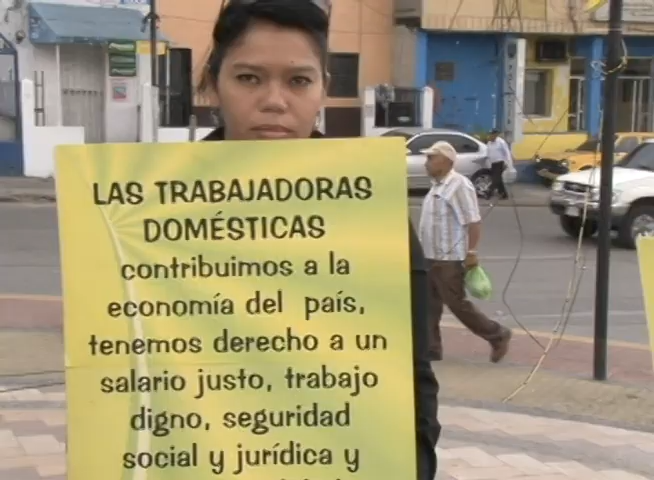 LAS TRABAJADORAS
DOMÉSTICAS
contribuimos a la
economía del país,
tenemos derecho a un
salario justo, trabajo
digno, seguridad
social y jurídica y